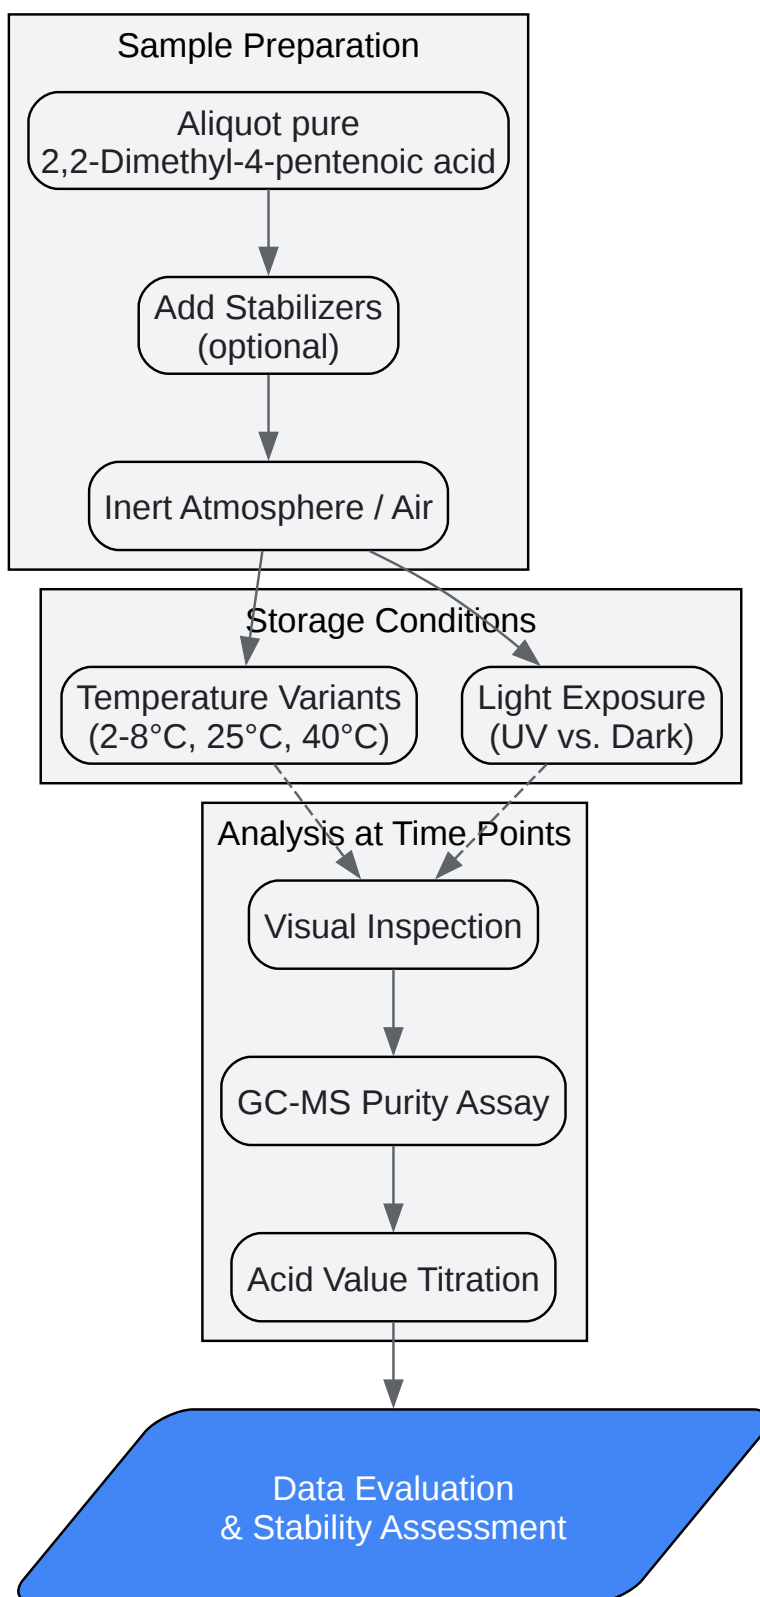 Sample Preparation
Aliquot pure
2,2-Dimethyl-4-pentenoic acid
Add Stabilizers
(optional)
Inert Atmosphere / Air
Storage Conditions
Temperature Variants
(2-8°C, 25°C, 40°C)
Light Exposure
(UV vs. Dark)
Analysis at Time Points
Visual Inspection
GC-MS Purity Assay
Acid Value Titration
Data Evaluation
& Stability Assessment